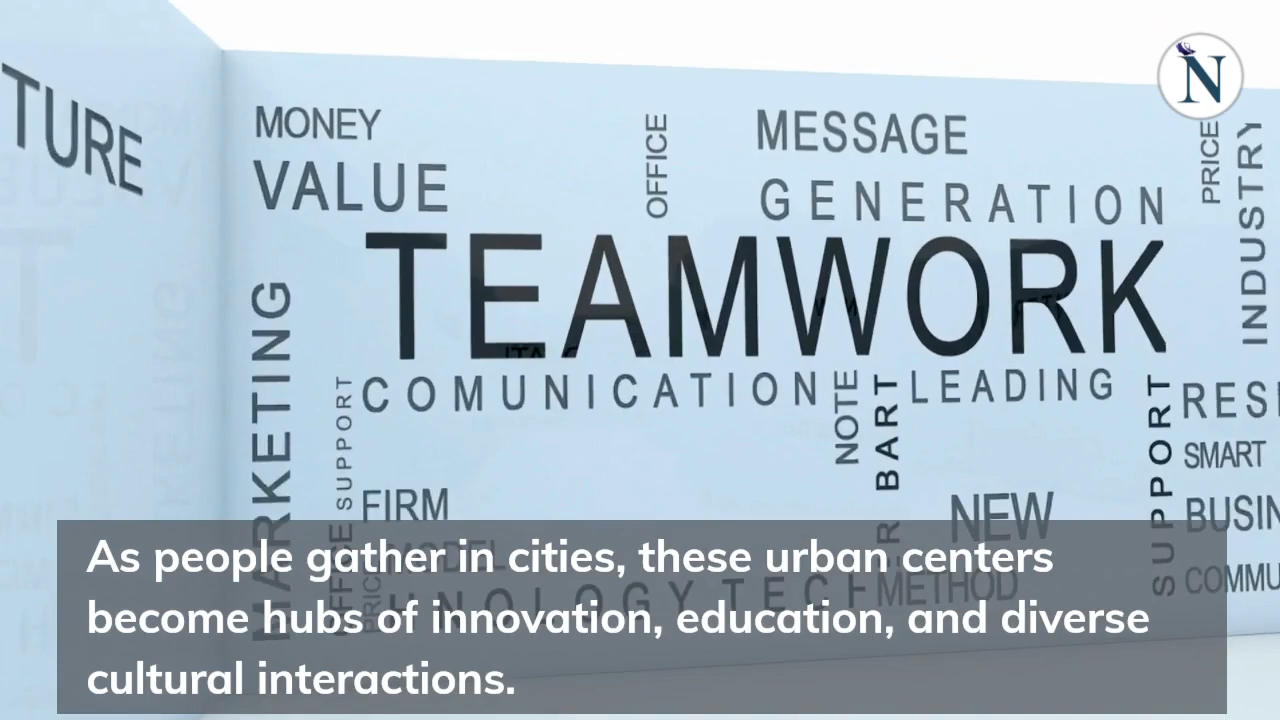 TURE
MONEY
VALUE
OFFICE
MESSAGE
GENERATION
PRICE
INDUSTRY
N
TEAMWORK
MARKETING
SUPPORT
COMUNICATION
NOTE
BART
LEADING
SUPPORT
RES
SMART
FIRM
NEW
BUSIN
METHOD
COMMU
As people gather in cities, these urban centers
become hubs of innovation, education, and diverse
cultural interactions.